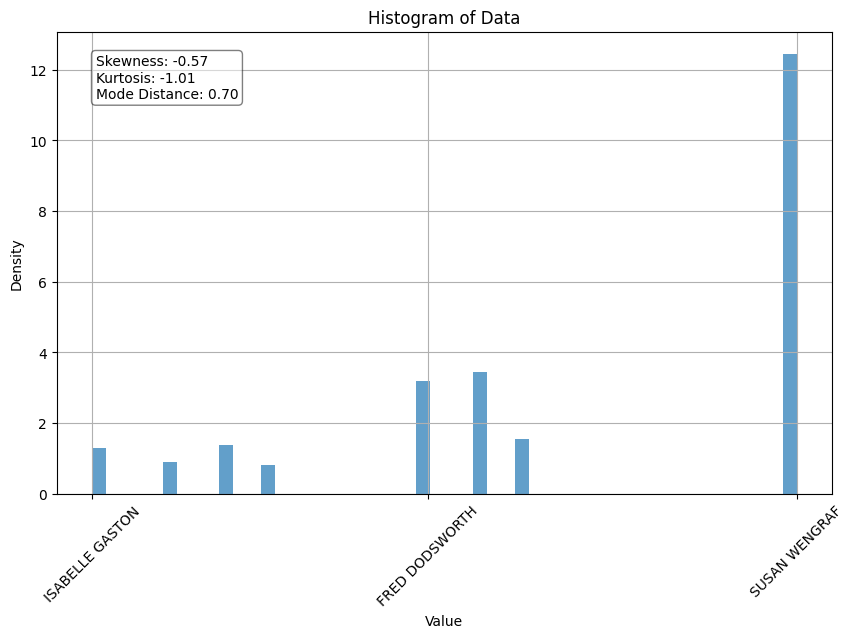 Histogram of Data
Skewness: -0.57
Kurtosis: -1.01
Mode Distance: 0.70
Density
12
10
8
6
4
2
0
ISABELLE GASTON
FRED DODSWORTH
SUSAN WENGRAF
Value